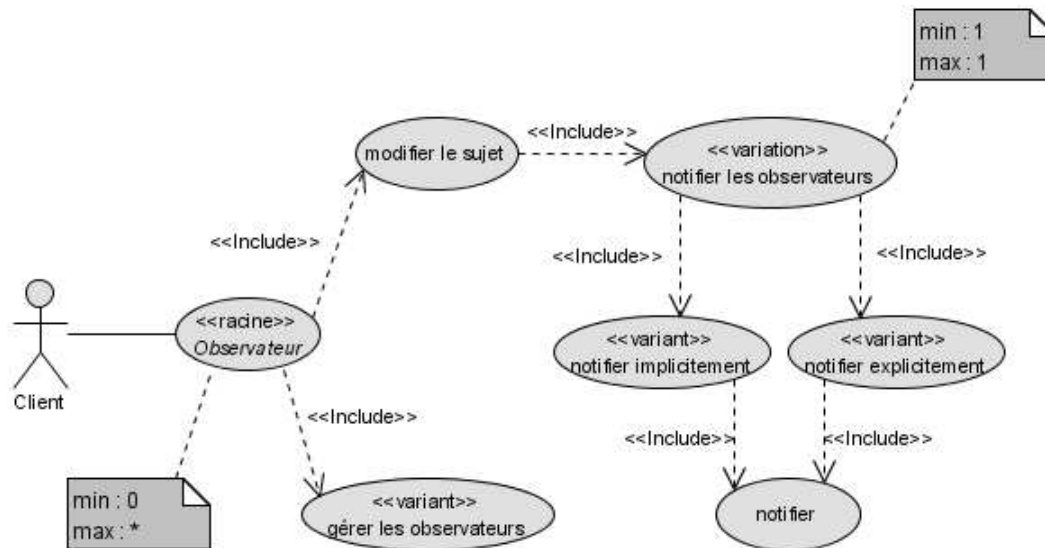 min : 1
max : 1
<<Include>>
modifier le sujet
<<variation>>
notifier les observateurs
<<Include>>
<<Include>>
<<Include>>
<<racine>>
Observateur
<<variant>>
notifier implicitement
<<variant>>
notifier explicitement
Client
<<Include>>
<<Include>>
<<Include>>
min : 0
max : *
<<variant>>
gérer les observateurs
notifier